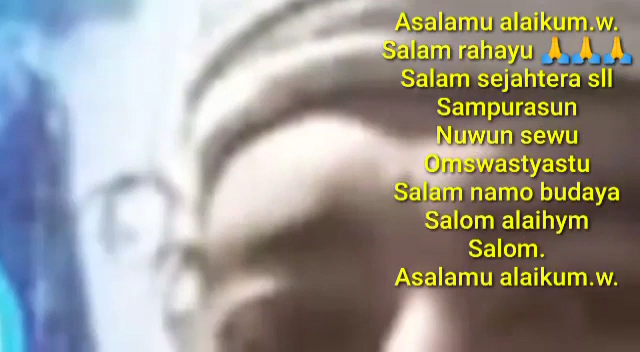 Asalamu alaikum.w.
Salam rahayu 🙏🙏🙏
Salam sejahtera sll
Sampurasun
Nuwun sewu
Omswastyastu
Salam namo budaya
Salom alaihym
Salom.
Asalamu alaikum.w.